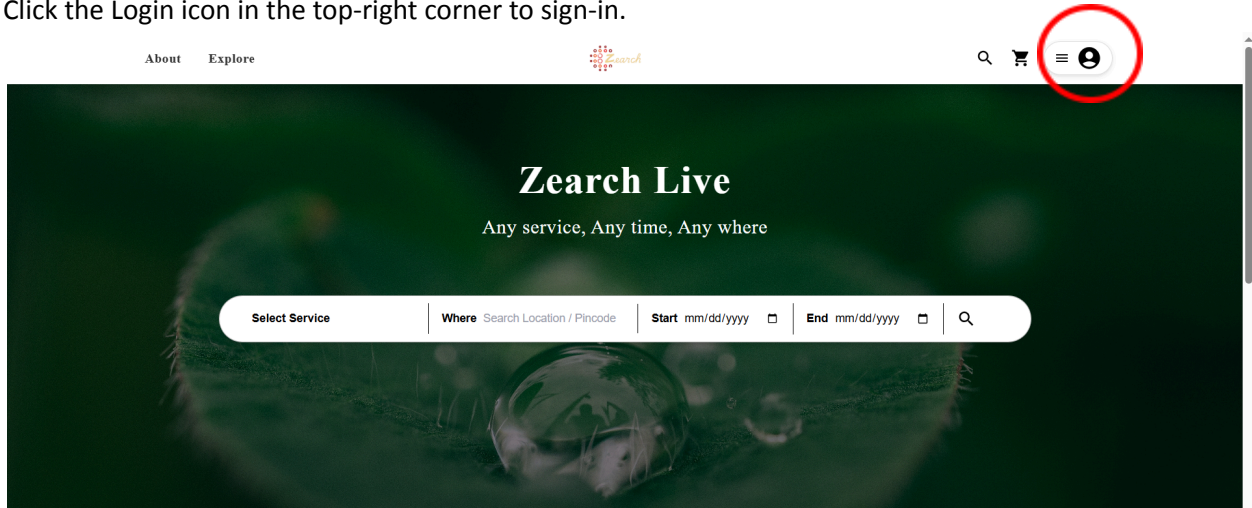 Click the Login icon in the top-right corner to sign-in.
About Explore Zearch
Zearch Live
Any service, Any time, Any where
Select Service Where Search Location / Pincode Start mm/dd/yyyy End mm/dd/yyyy